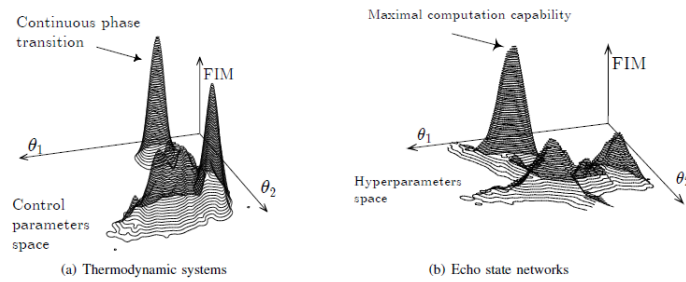 Continuous phase
transition
FIM
θ1
θ2
Control
parameters
space
(a) Thermodynamic systems
Maximal computation capability
FIM
θ1
Hyperparameters
space
(b) Echo state networks